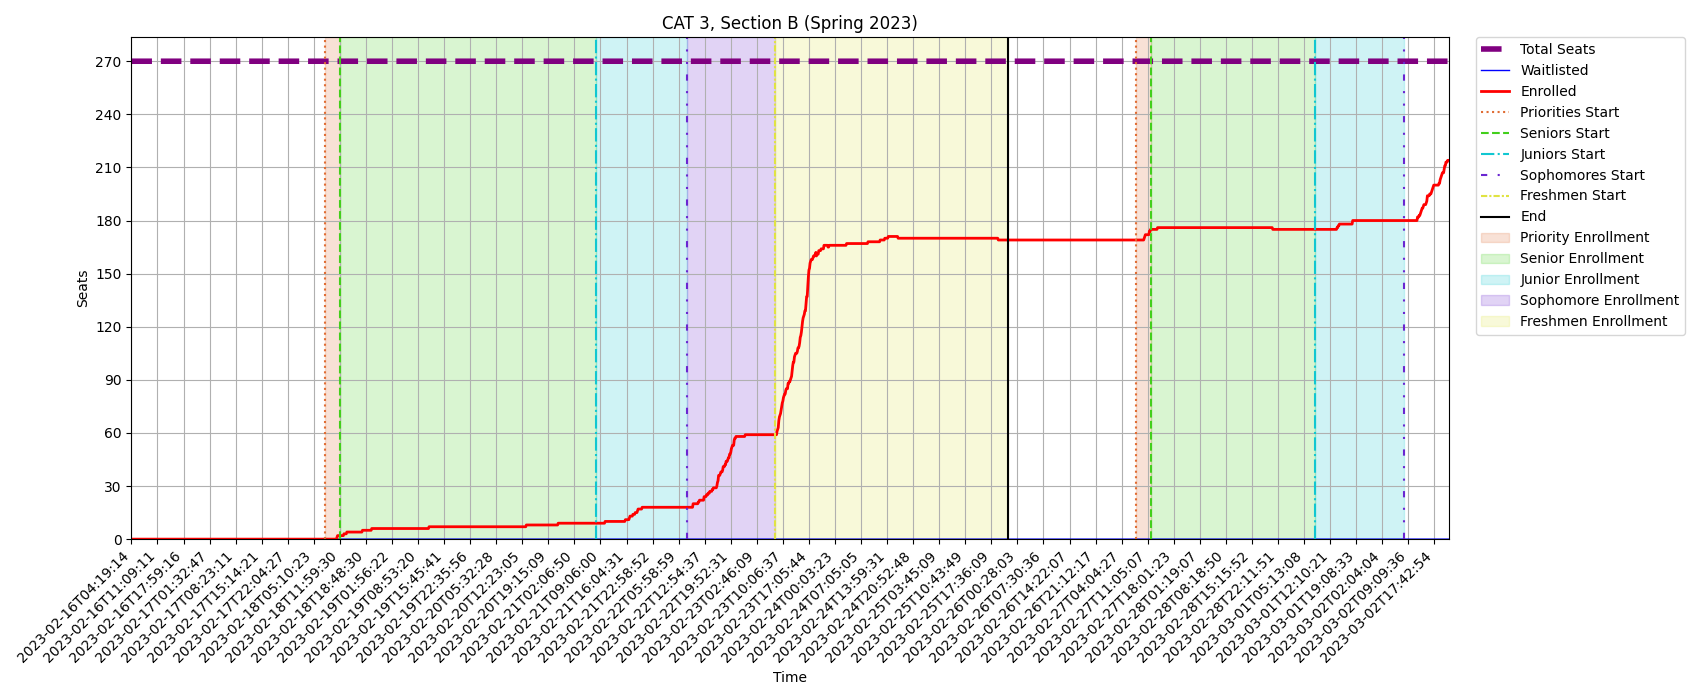 CAT 3, Section B (Spring 2023)
Seats
270
240
210
180
150
120
90
60
30
0
2023-02-16T04:19:14
2023-02-16T11:09:11
2023-02-16T17:59:16
2023-02-17T01:32:47
2023-02-17T08:23:11
2023-02-17T15:14:21
2023-02-17T22:04:27
2023-02-18T05:10:23
2023-02-18T11:59:30
2023-02-18T18:48:30
2023-02-19T01:56:22
2023-02-19T08:53:20
2023-02-19T15:45:41
2023-02-19T22:35:56
2023-02-20T05:32:28
2023-02-20T12:23:05
2023-02-20T19:15:09
2023-02-21T02:06:50
2023-02-21T09:06:00
2023-02-21T16:04:31
2023-02-21T22:58:52
2023-02-22T05:58:59
2023-02-22T12:54:37
2023-02-22T19:52:31
2023-02-23T02:46:09
2023-02-23T10:06:37
2023-02-23T17:05:44
2023-02-24T00:03:23
2023-02-24T07:05:05
2023-02-24T13:59:31
2023-02-24T20:52:48
2023-02-25T03:45:09
2023-02-25T10:43:49
2023-02-25T17:36:09
2023-02-26T00:28:03
2023-02-26T07:30:36
2023-02-26T14:22:07
2023-02-26T21:12:17
2023-02-27T04:04:27
2023-02-27T11:05:07
2023-02-27T18:01:23
2023-02-28T01:19:07
2023-02-28T08:18:50
2023-02-28T15:15:52
2023-02-28T22:11:51
2023-03-01T05:13:08
2023-03-01T12:10:21
2023-03-01T19:08:33
2023-03-02T02:04:04
2023-03-02T09:09:36
2023-03-02T17:42:54
Time
Total Seats
Waitlisted
Enrolled
Priorities Start
Seniors Start
Juniors Start
Sophomores Start
Freshmen Start
End
Priority Enrollment
Senior Enrollment
Junior Enrollment
Sophomore Enrollment
Freshmen Enrollment